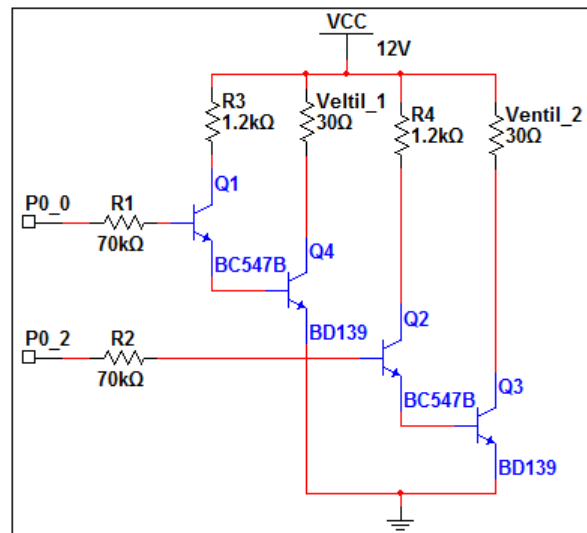 VCC
12V
R3
1.2kΩ
Veltil_1
30Ω
R4
1.2kΩ
Ventil_2
30Ω
Q1
P0_0
R1
70kΩ
BC547B
Q4
BD139
P0_2
R2
70kΩ
Q2
BC547B
Q3
BD139